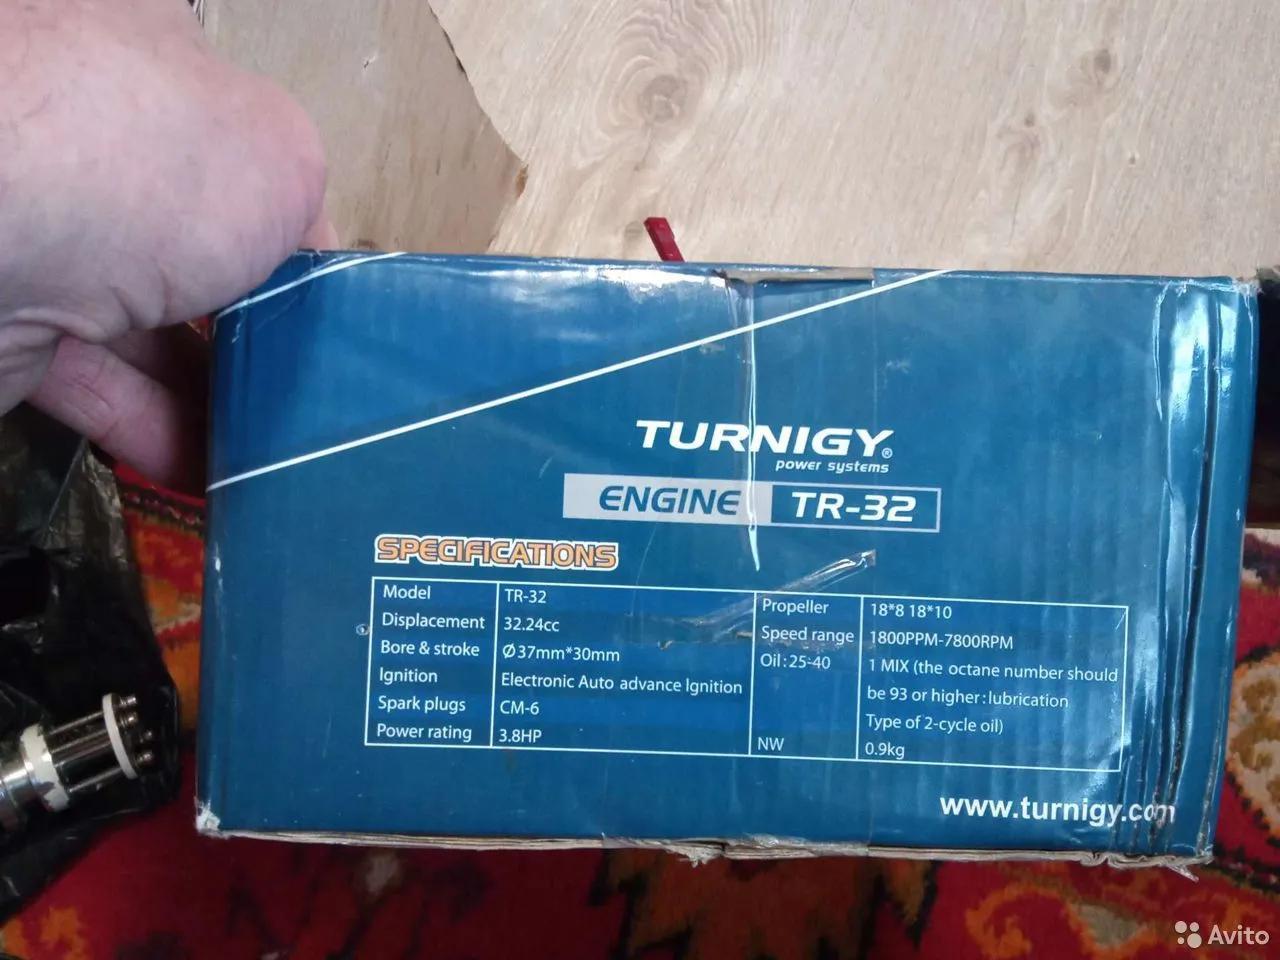 TURNIGY®
power systems
ENGINE TR-32
SPECIFICATIONS
Model TR-32
Displacement 32.24cc
Bore & stroke Ø37mm*30mm
Ignition Electronic Auto advance Ignition
Spark plugs CM-6
Power rating 3.8HP
Propeller 18*8 18*10
Speed range 1800PPM-7800RPM
Oil:25-40 1 MIX (the octane number should
be 93 or higher:lubrication
Type of 2-cycle oil)
NW 0.9kg
www.turnigy.com
Avito